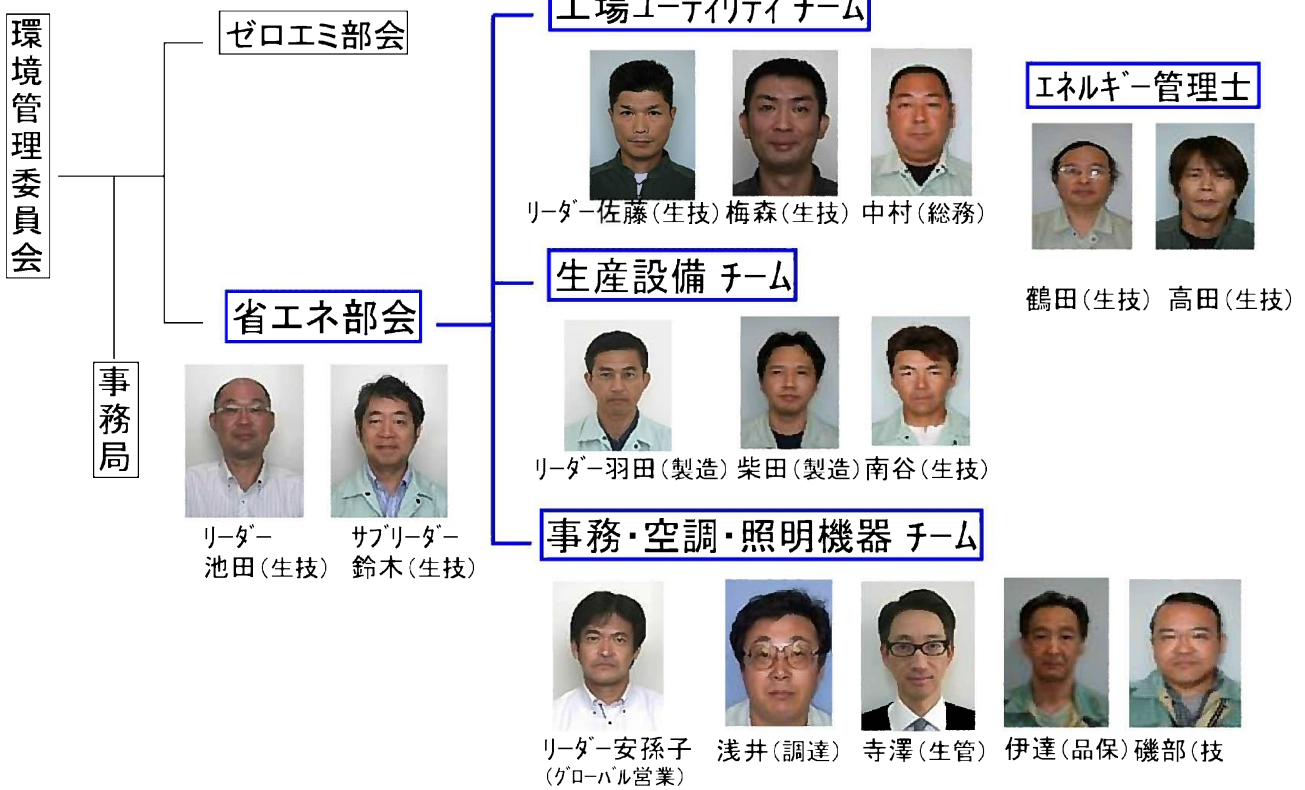 環境管理委員会
ゼロエミ部会
工場ユーティリティ チーム
リーダー佐藤(生技) 梅森(生技) 中村(総務)
エネルギー管理士
鶴田(生技) 高田(生技)
省エネ部会
事務局
リーダー
池田(生技)
サブリーダー
鈴木(生技)
生産設備 チーム
リーダー羽田(製造) 柴田(製造) 南谷(生技)
事務・空調・照明機器 チーム
リーダー安孫子
(グローバル営業)
浅井(調達) 寺澤(生管) 伊達(品保) 磯部(技